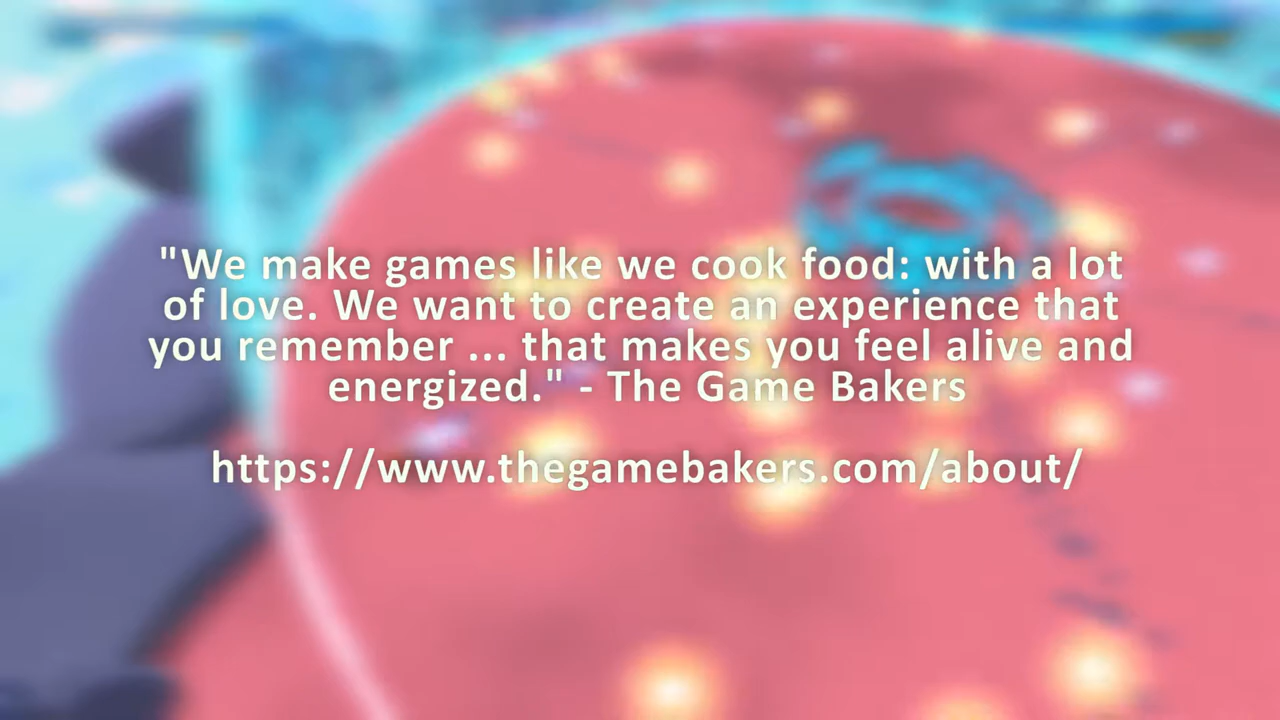 "We make games like we cook food: with a lot
of love. We want to create an experience that
you remember ... that makes you feel alive and
energized." - The Game Bakers
https://www.thegamebakers.com/about/